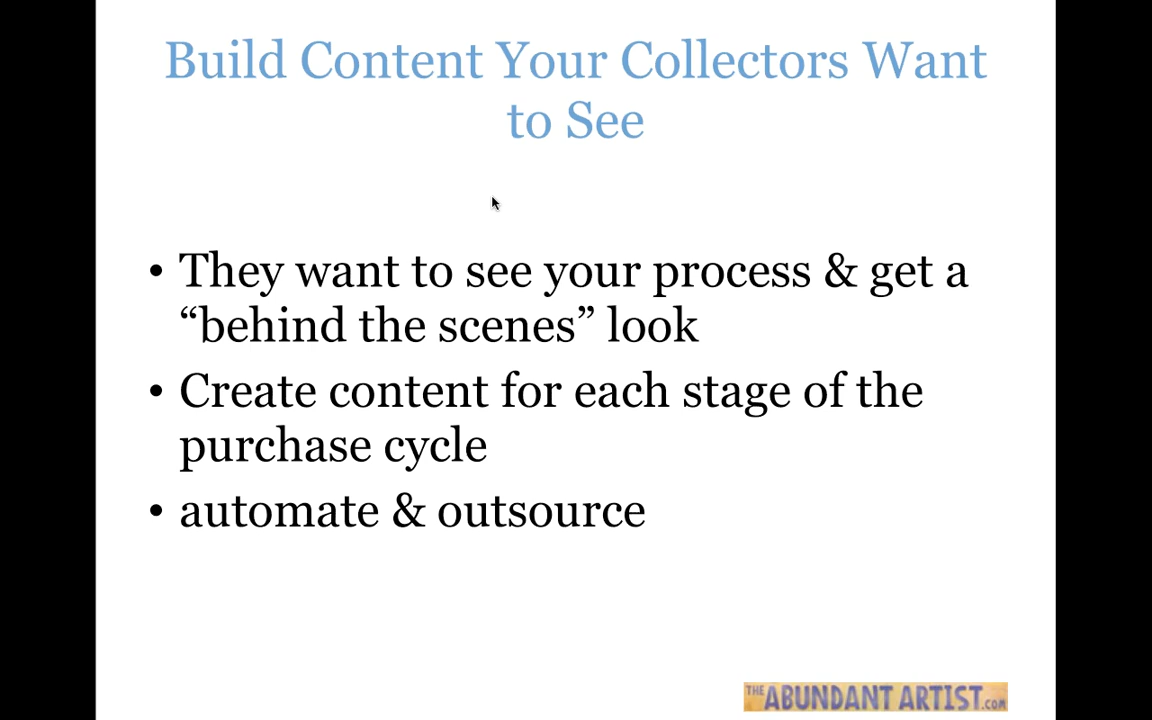 Build Content Your Collectors Want
to See
• They want to see your process & get a
“behind the scenes” look
• Create content for each stage of the
purchase cycle
• automate & outsource
THE ABUNDANT ARTIST.com